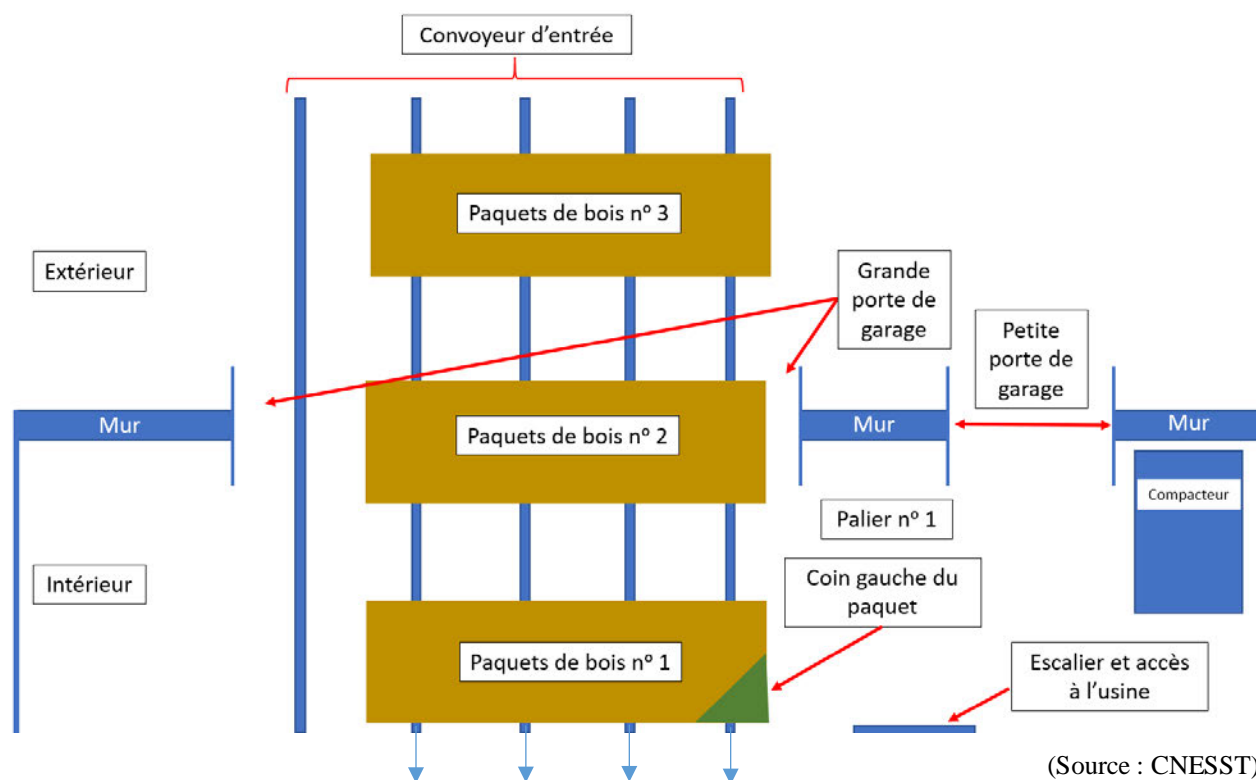 Convoyeur d'entrée
Paquets de bois nº 3
Extérieur
Grande
porte de
garage
Petite
porte de
garage
Mur
Paquets de bois nº 2
Mur
Mur
Compacteur
Palier nº 1
Intérieur
Coin gauche du
paquet
Paquets de bois nº 1
Escalier et accès
à l'usine
(Source : CNESST)